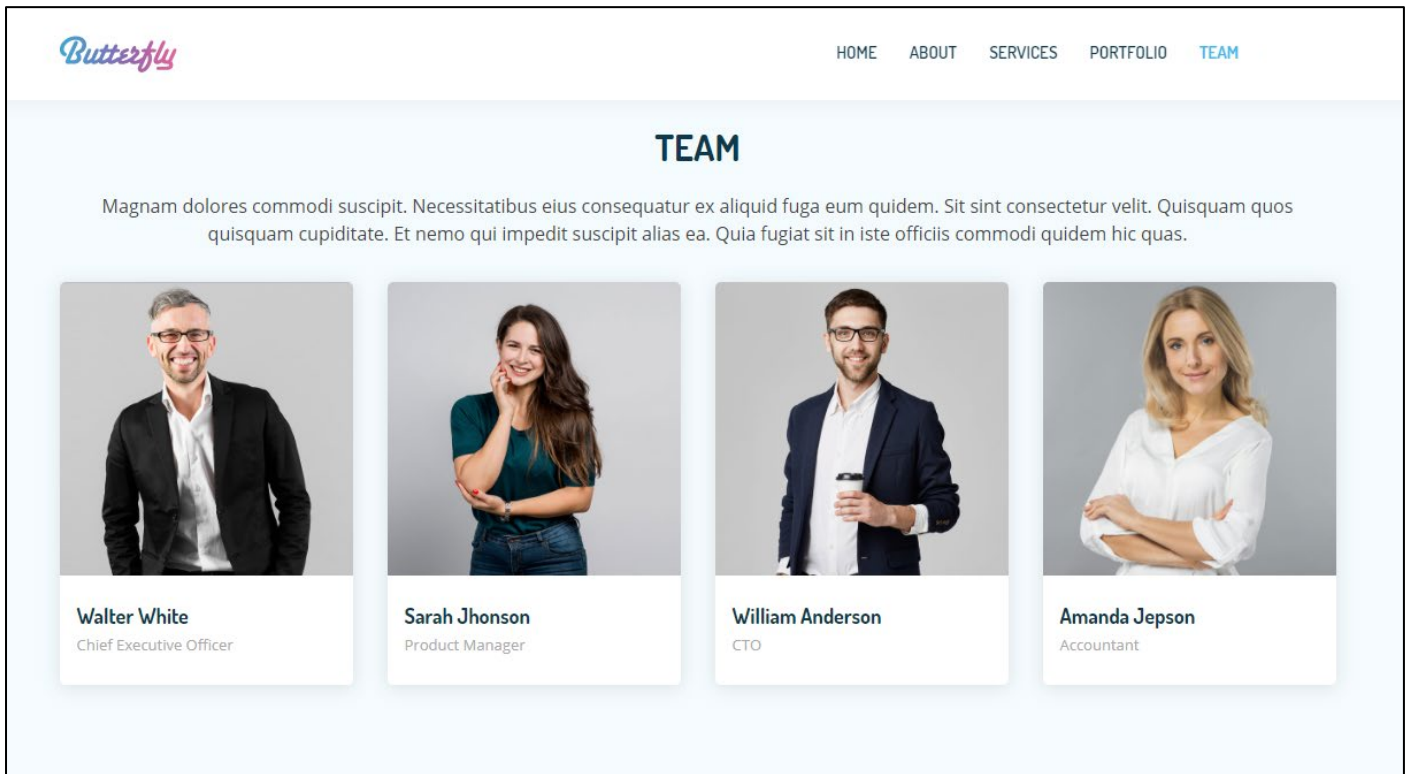 Butterfly
HOME ABOUT SERVICES PORTFOLIO TEAM
TEAM
Magnam dolores commodi suscipit. Necessitatibus eius consequatur ex aliquid fuga eum quidem. Sit sint consectetur velit. Quisquam quos
quisquam cupiditate. Et nemo qui impedit suscipit alias ea. Quia fugiat sit in iste officiis commodi quidem hic quas.
Walter White
Chief Executive Officer
Sarah Jhonson
Product Manager
William Anderson
CTO
Amanda Jepson
Accountant